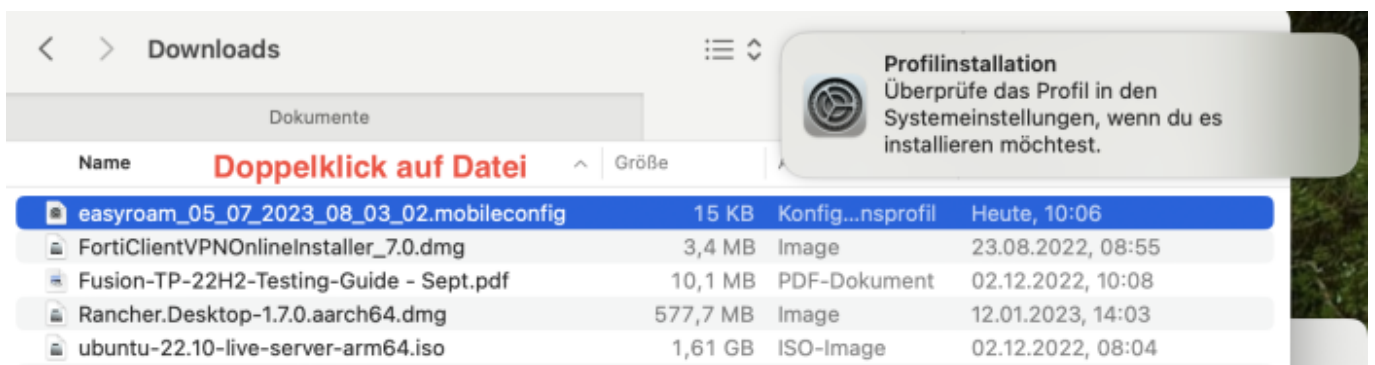 Downloads
Profilinstallation
Überprüfe das Profil in den
Systemeinstellungen, wenn du es
installieren möchtest.
Dokumente
Name Doppelklick auf Datei Größe
easyroam_05_07_2023_08_03_02.mobileconfig 15 KB Konfig...nsprofil Heute, 10:06
FortiClientVPNOnlineInstaller_7.0.dmg 3,4 MB Image 23.08.2022, 08:55
Fusion-TP-22H2-Testing-Guide - Sept.pdf 10,1 MB PDF-Dokument 02.12.2022, 10:08
Rancher.Desktop-1.7.0.aarch64.dmg 577,7 MB Image 12.01.2023, 14:03
ubuntu-22.10-live-server-arm64.iso 1,61 GB ISO-Image 02.12.2022, 08:04